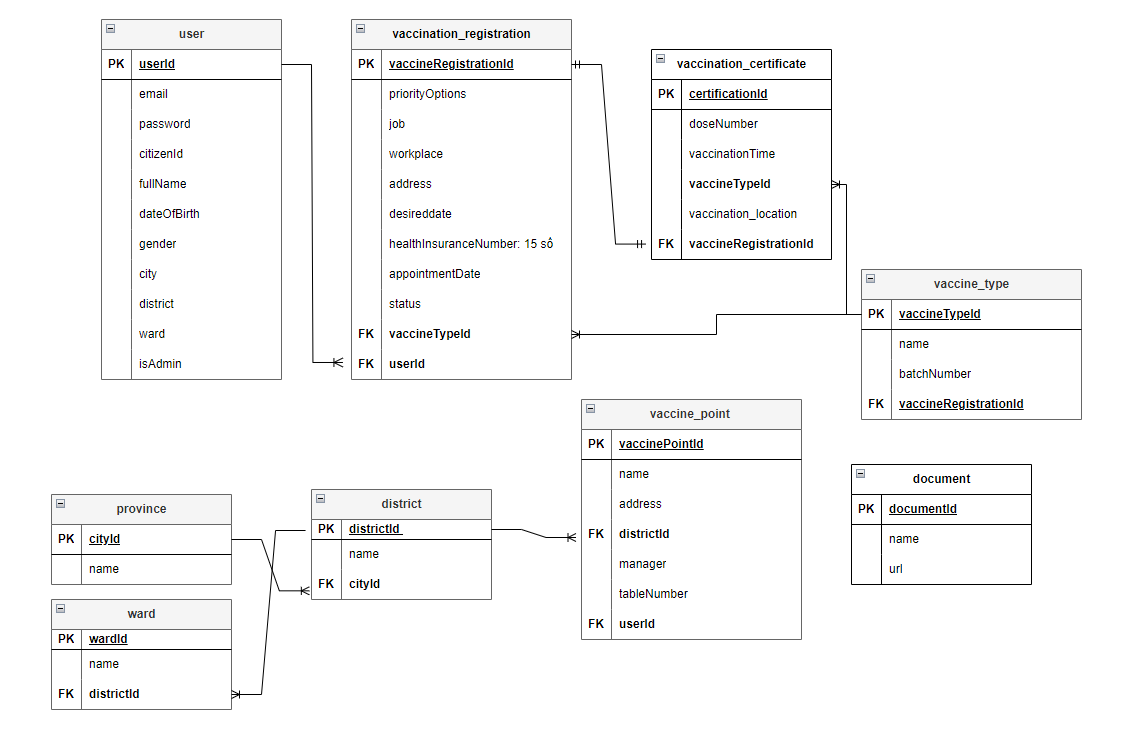 user
PK userId
email
password
citizenId
fullName
dateOfBirth
gender
city
district
ward
isAdmin
vaccination_registration
PK vaccineRegistrationId
priorityOptions
job
workplace
address
desireddate
healthInsuranceNumber: 15 số
appointmentDate
status
FK vaccineTypeId
FK userId
vaccination_certificate
PK certificationId
doseNumber
vaccinationTime
vaccineTypeId
vaccination_location
FK vaccineRegistrationId
vaccine_type
PK vaccineTypeId
name
batchNumber
FK vaccineRegistrationId
vaccine_point
PK vaccinePointId
name
address
FK districtId
manager
tableNumber
FK userId
document
PK documentId
name
url
province
PK cityId
name
district
PK districtId
name
FK cityId
ward
PK wardId
name
FK districtId